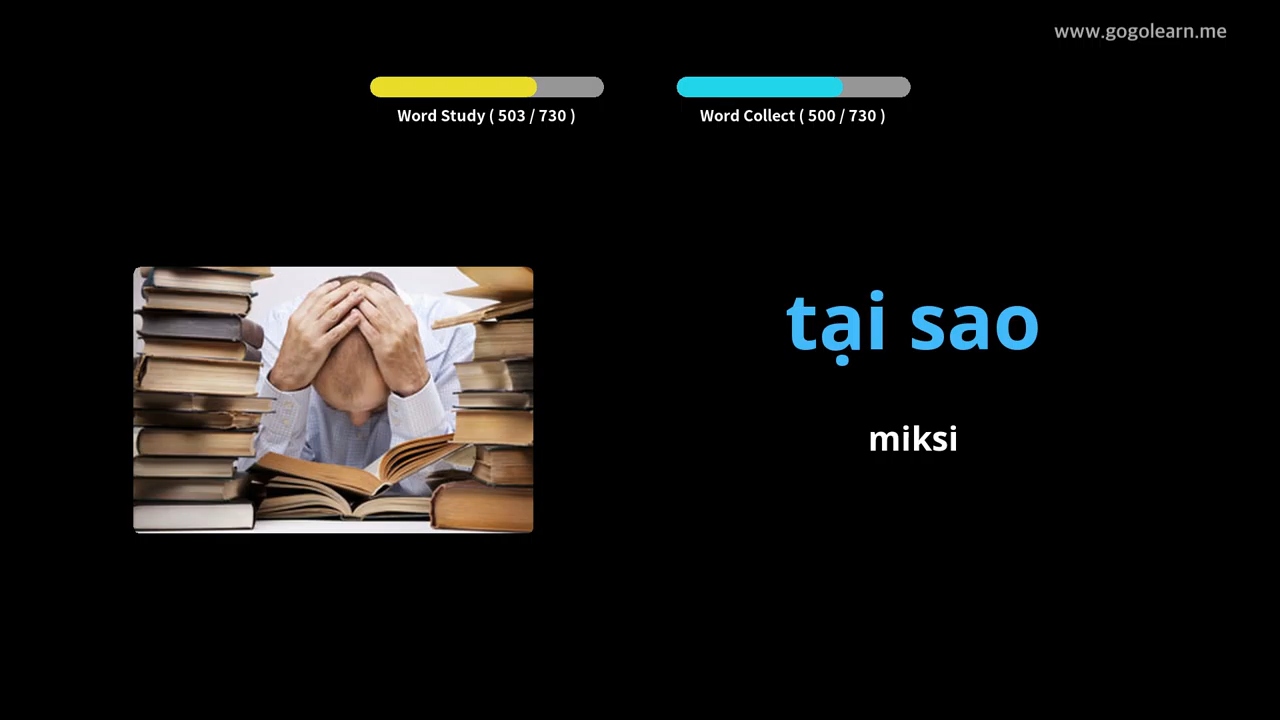 www.gogolearn.me
Word Study ( 503 / 730 )
Word Collect ( 500 / 730 )
tại sao
miksi